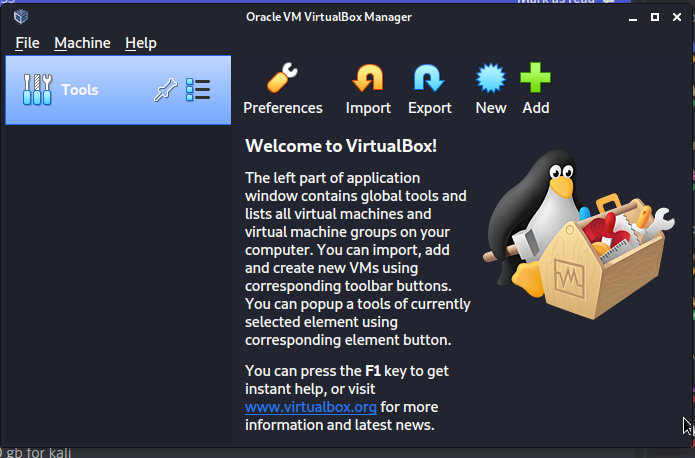 Mark as read
Oracle VM VirtualBox Manager
File Machine Help
Tools
Preferences Import Export New Add
Welcome to VirtualBox!
The left part of application
window contains global tools and
lists all virtual machines and
virtual machine groups on your
computer. You can import, add
and create new VMs using
corresponding toolbar buttons.
You can popup a tools of currently
selected element using
corresponding element button.
You can press the F1 key to get
instant help, or visit
www.virtualbox.org for more
information and latest news.
gb for kali